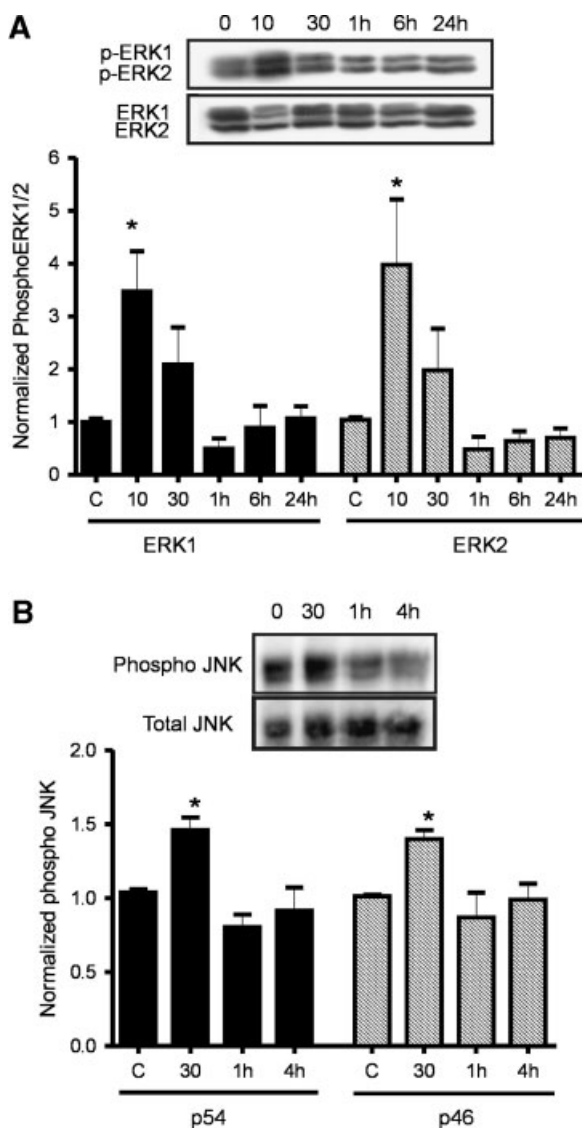 A
0 10 30 1h 6h 24h
p-ERK1
p-ERK2
ERK1
ERK2
Normalized PhosphoERK1/2
6
5
4
3
2
1
0
* *
C 10 30 1h 6h 24h C 10 30 1h 6h 24h
ERK1 ERK2
B
0 30 1h 4h
Phospho JNK
Total JNK
Normalized phospho JNK
2.0
1.5
1.0
0.5
0.0
* *
C 30 1h 4h C 30 1h 4h
p54 p46